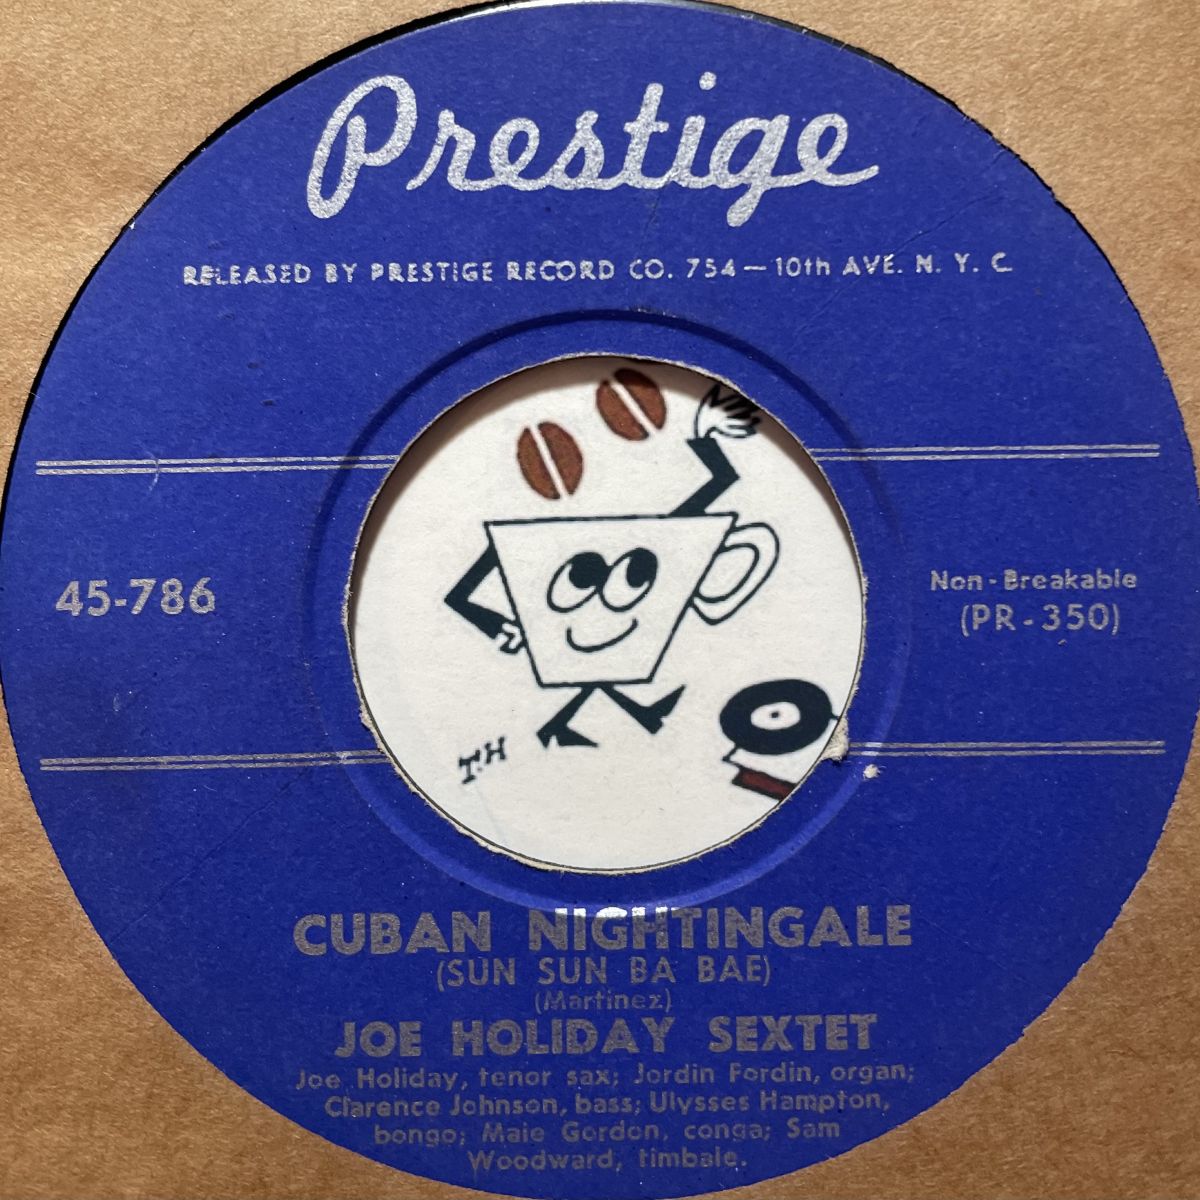 Prestige
RELEASED BY PRESTIGE RECORD CO. 754 — 10th AVE. N. Y. C.
45-786
Non - Breakable
(PR - 350)
T.H
CUBAN NIGHTINGALE
(SUN SUN BA BAE)
(Martinez)
JOE HOLIDAY SEXTET
Joe Holiday, tenor sax; Jordin Fordin, organ;
Clarence Johnson, bass; Ulysses Hampton,
bongo; Maie Gordon, conga; Sam
Woodward, timbale.